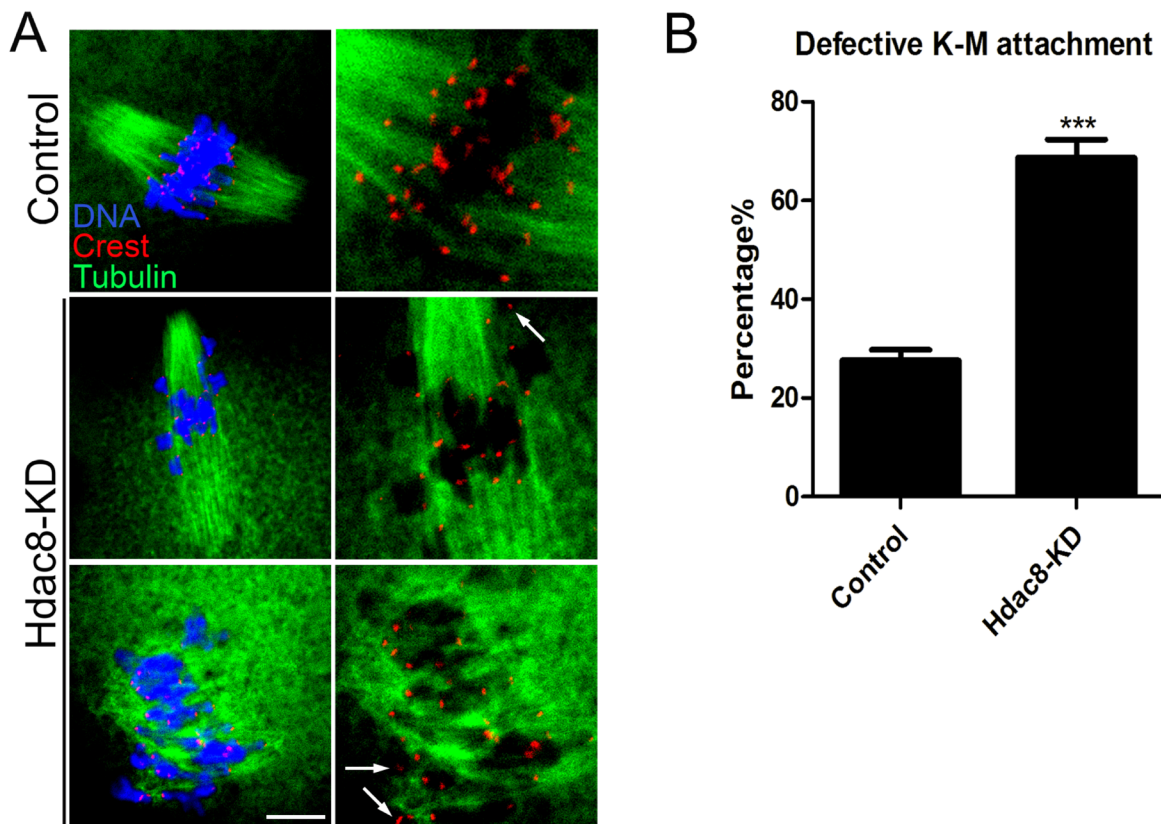 A
Control
DNA
Crest
Tubulin
Hdac8-KD
B
Defective K-M attachment
Percentage%
80
60
40
20
0
***
Control
Hdac8-KD